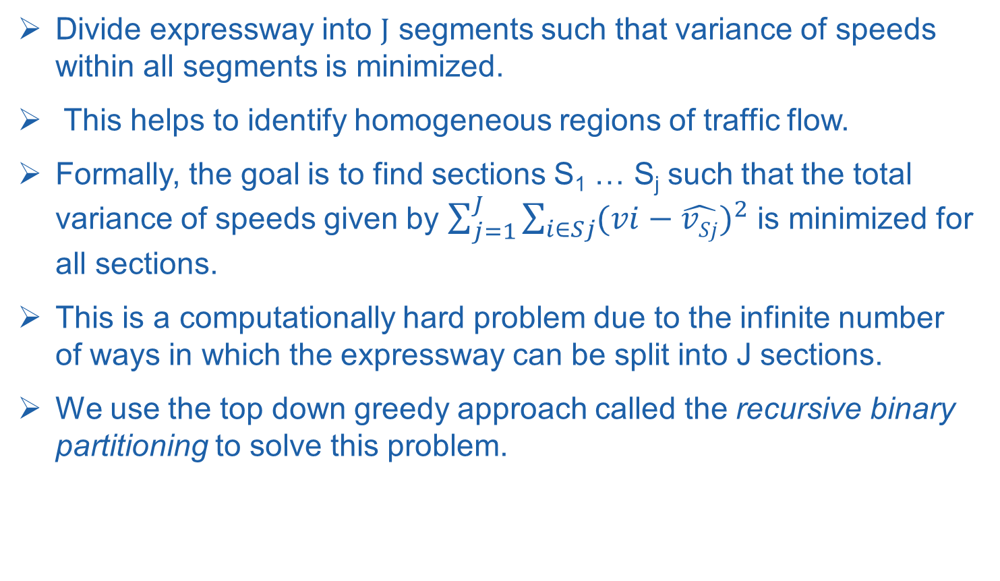 ➢ Divide expressway into J segments such that variance of speeds
within all segments is minimized.
➢ This helps to identify homogeneous regions of traffic flow.
➢ Formally, the goal is to find sections S₁ … Sⱼ such that the total
variance of speeds given by $\sum_{j=1}^{J} \sum_{i \in Sj} (vi - \widehat{v_{Sj}})^2$ is minimized for
all sections.
➢ This is a computationally hard problem due to the infinite number
of ways in which the expressway can be split into J sections.
➢ We use the top down greedy approach called the recursive binary
partitioning to solve this problem.